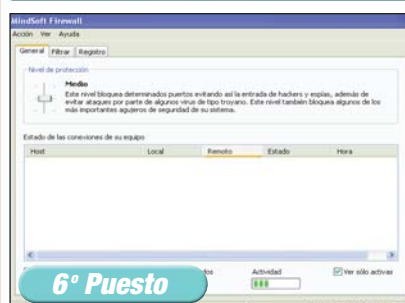 MindSoft Firewall
Acción Ver Ayuda
General Filtrar Registro
Nivel de protección
Medio
Este nivel bloquea determinados puertos evitando así la entrada de hackers y espías, además de
evitar ataques por parte de algunos virus de tipo troyano. Este nivel también bloquea algunos de los
más importantes agujeros de seguridad de su sistema.
Estado de las conexiones de su equipo
Host Local Remoto Estado Hora
Actividad Ver sólo activas
6º Puesto